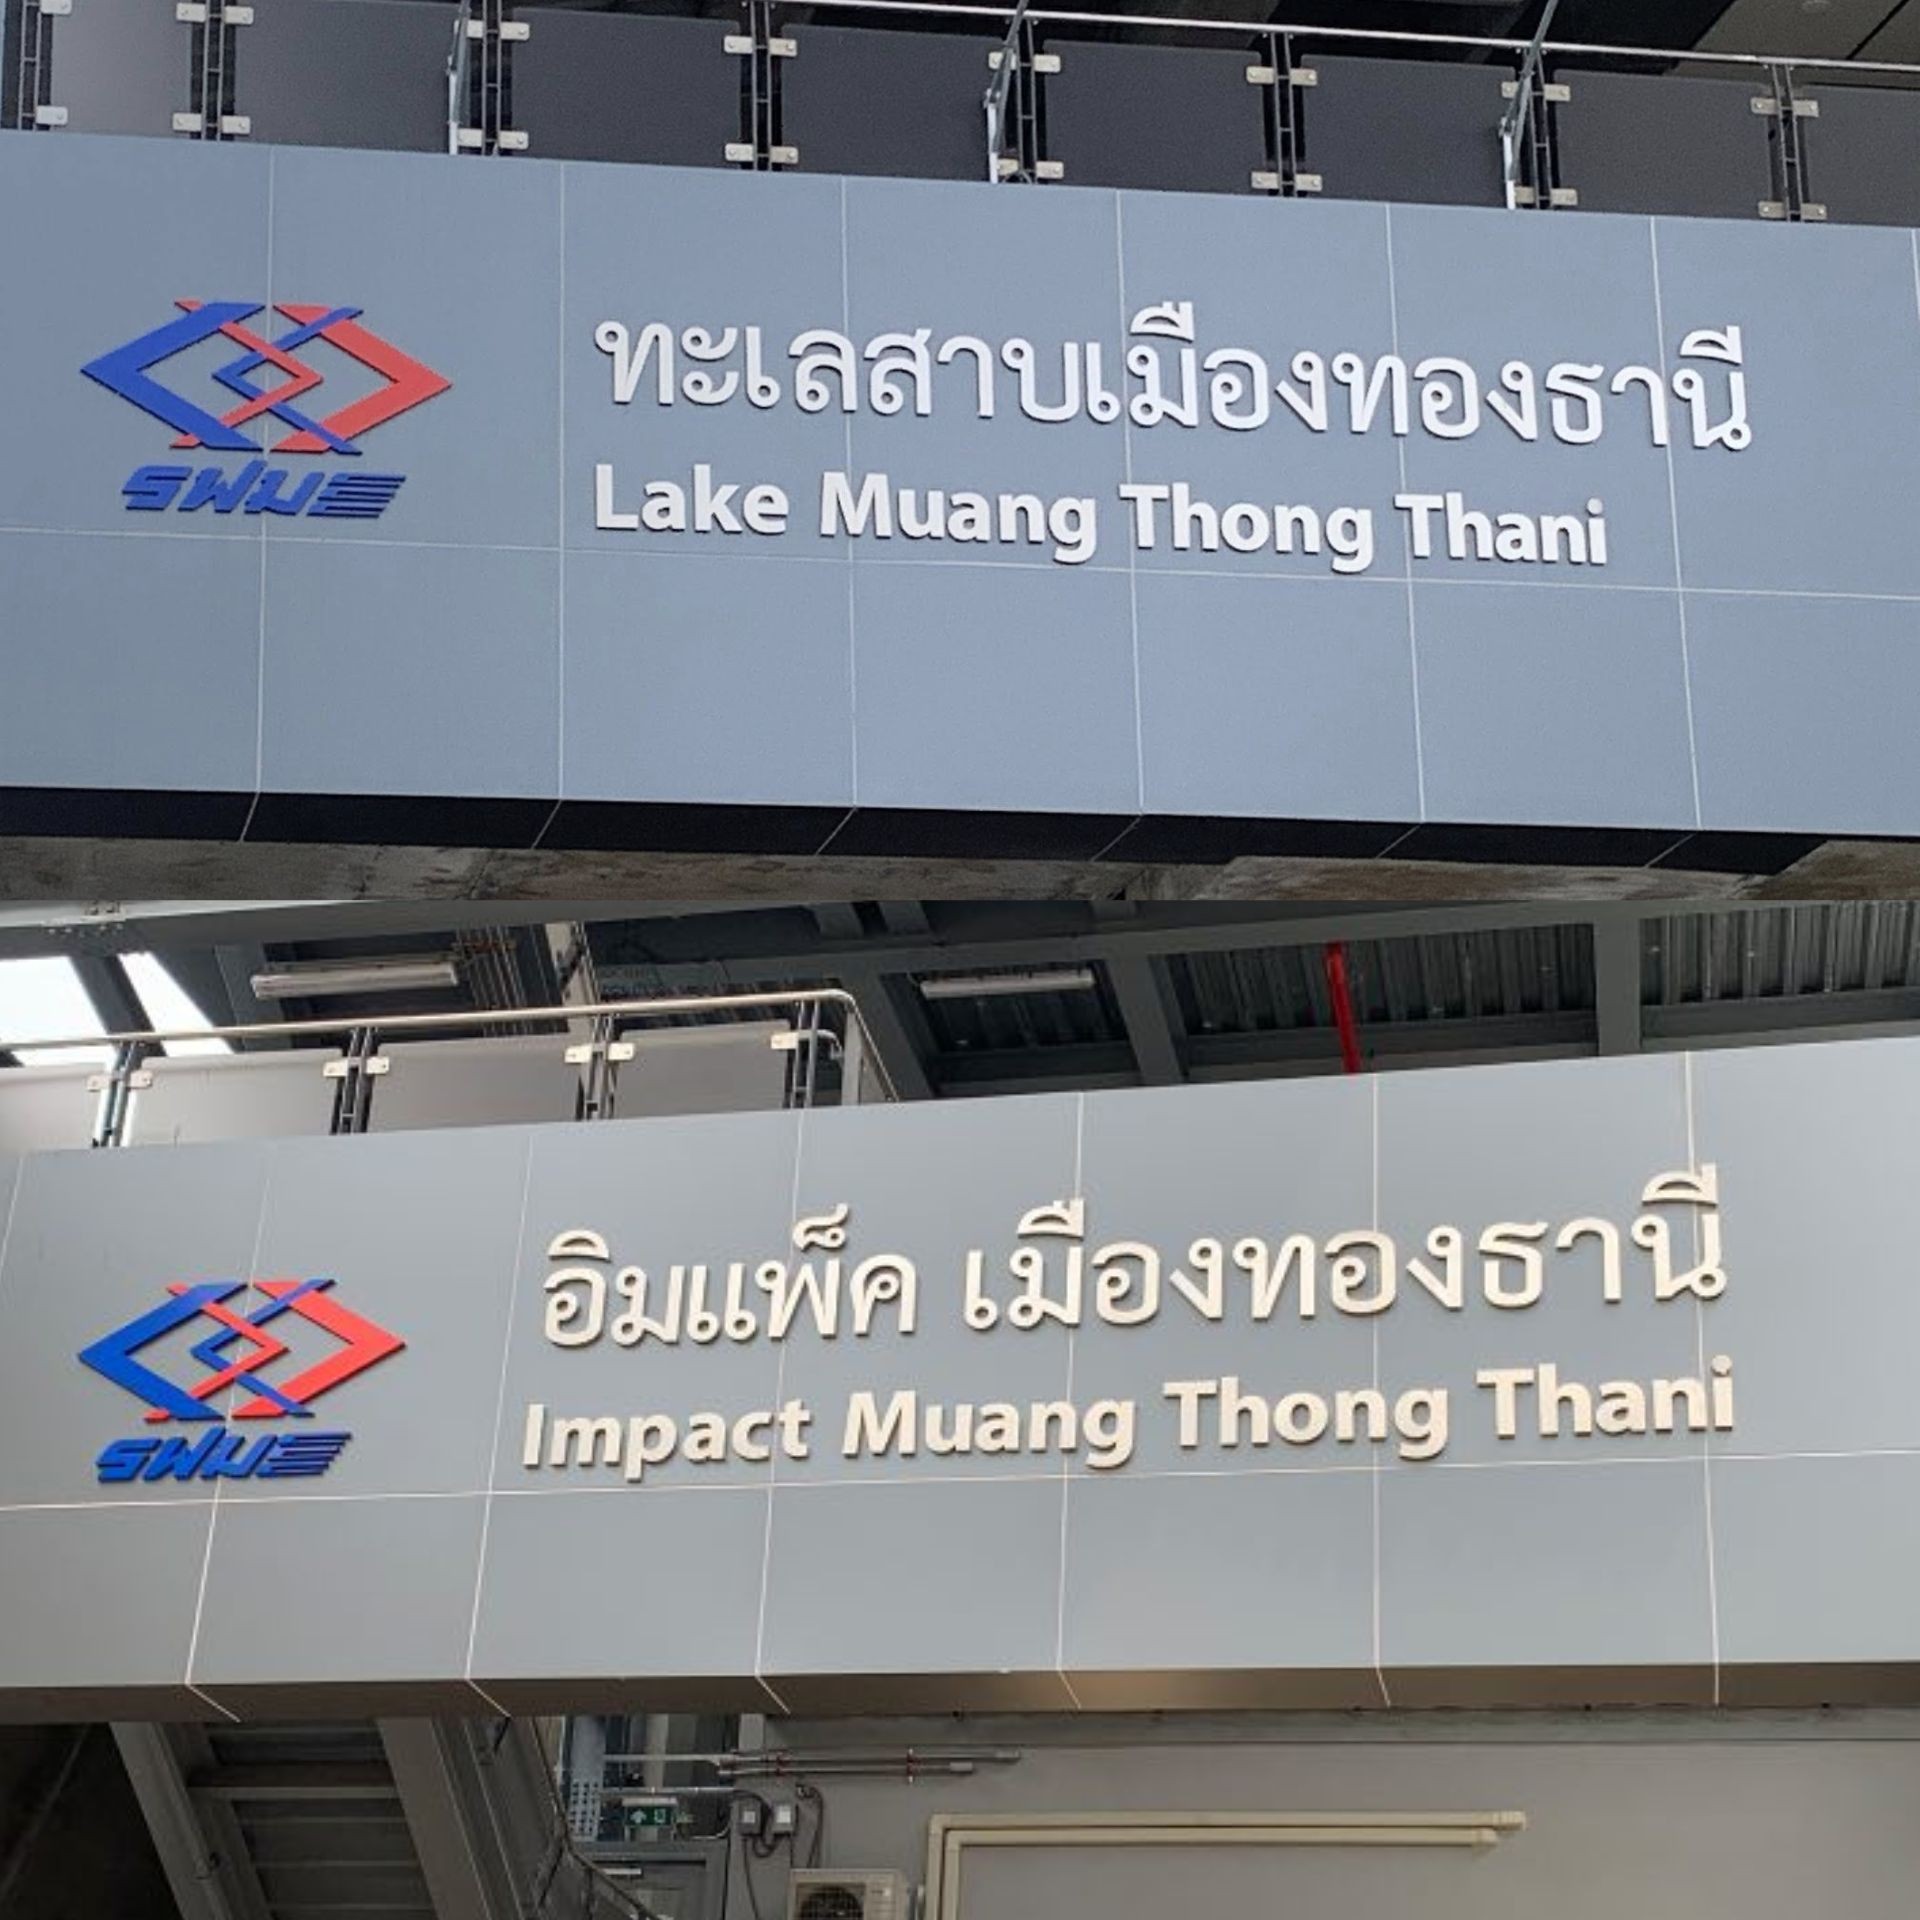 รฟม
ทะเลสาบเมืองทองธานี
Lake Muang Thong Thani
รฟม
อิมแพ็ค เมืองทองธานี
Impact Muang Thong Thani